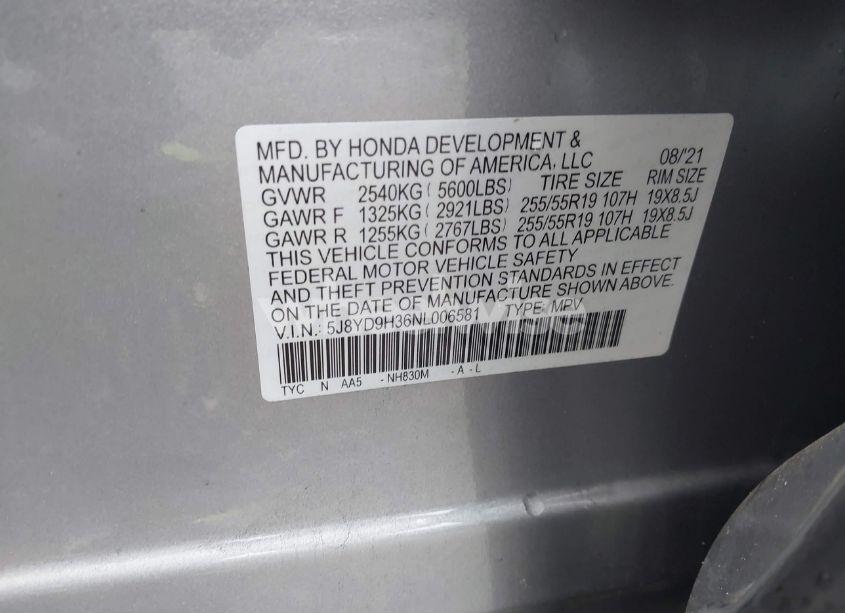 MFD. BY HONDA DEVELOPMENT &
MANUFACTURING OF AMERICA, LLC 08/'21
GVWR 2540KG ( 5600LBS) TIRE SIZE RIM SIZE
GAWR F 1325KG ( 2921LBS) 255/55R19 107H 19X8.5J
GAWR R 1255KG ( 2767LBS) 255/55R19 107H 19X8.5J
THIS VEHICLE CONFORMS TO ALL APPLICABLE
FEDERAL MOTOR VEHICLE SAFETY
AND THEFT PREVENTION STANDARDS IN EFFECT
ON THE DATE OF MANUFACTURE SHOWN ABOVE.
V.I.N.: 5J8YD9H36NL006581 TYPE: MPV
TYC N AA5 - NH830M - A - L